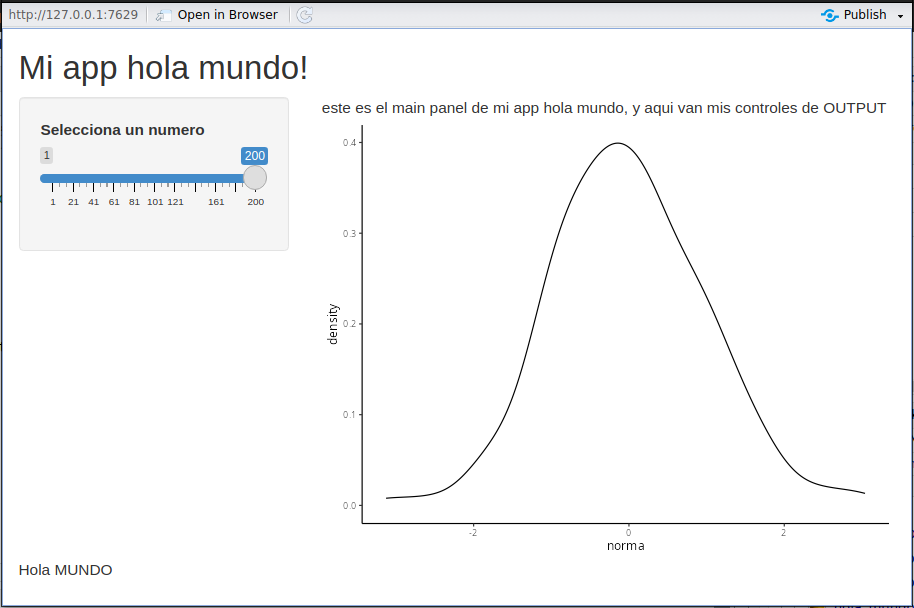 http://127.0.0.1:7629 Open in Browser Publish
Mi app hola mundo!
Selecciona un numero
1 200
1 21 41 61 81 101 121 161 200
este es el main panel de mi app hola mundo, y aqui van mis controles de OUTPUT
0.4
0.3
0.2
0.1
0.0
density
-2 0 2
norma
Hola MUNDO